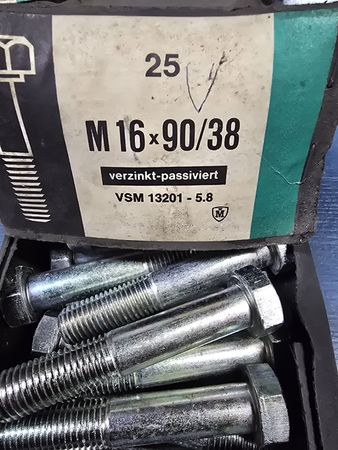 25
M 16 x 90/38
verzinkt-passiviert
VSM 13201 - 5.8
M